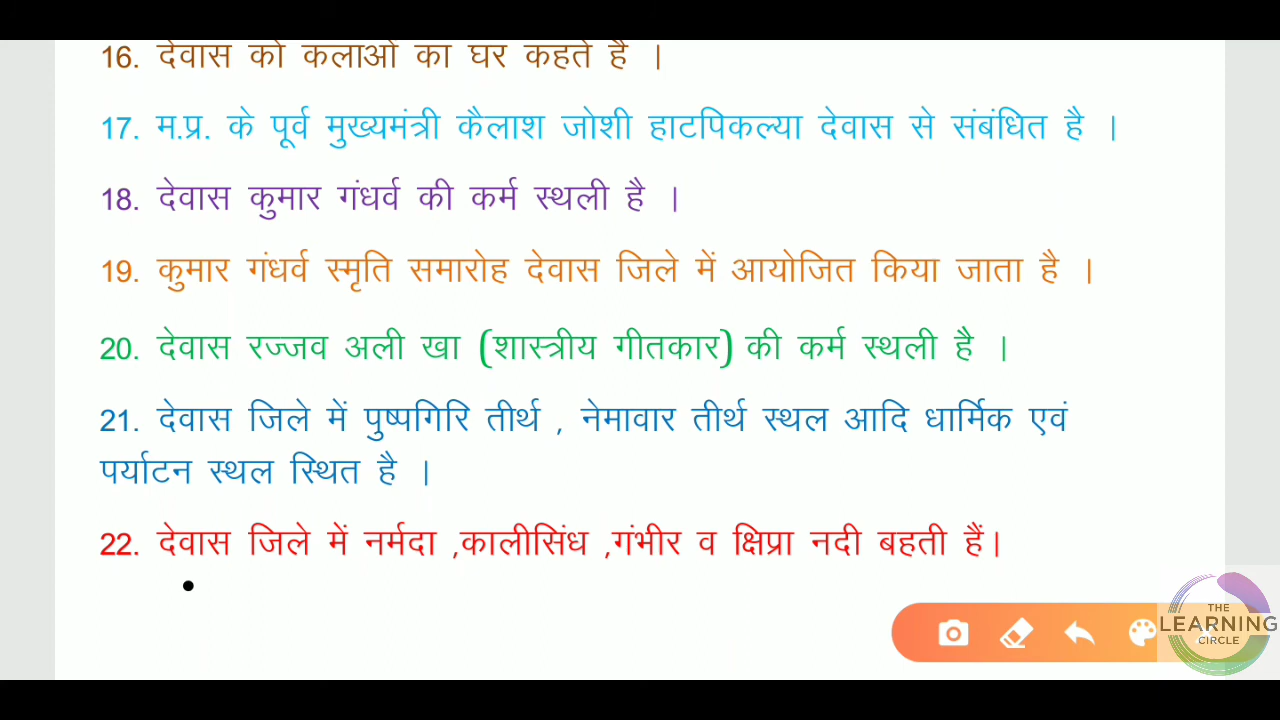 16. देवास को कलाओ का घर कहते है ।
17. म.प्र. के पूर्व मुख्यमंत्री कैलाश जोशी हाटपिकल्या देवास से संबंधित है ।
18. देवास कुमार गंधर्व की कर्म स्थली है ।
19. कुमार गंधर्व स्मृति समारोह देवास जिले में आयोजित किया जाता है ।
20. देवास रज्जव अली खा (शास्त्रीय गीतकार) की कर्म स्थली है ।
21. देवास जिले में पुष्पगिरि तीर्थ , नेमावार तीर्थ स्थल आदि धार्मिक एवं
पर्याटन स्थल स्थित है ।
22. देवास जिले में नर्मदा ,कालीसिंध ,गंभीर व क्षिप्रा नदी बहती हैं।
THE
LEARNING
CIRCLE